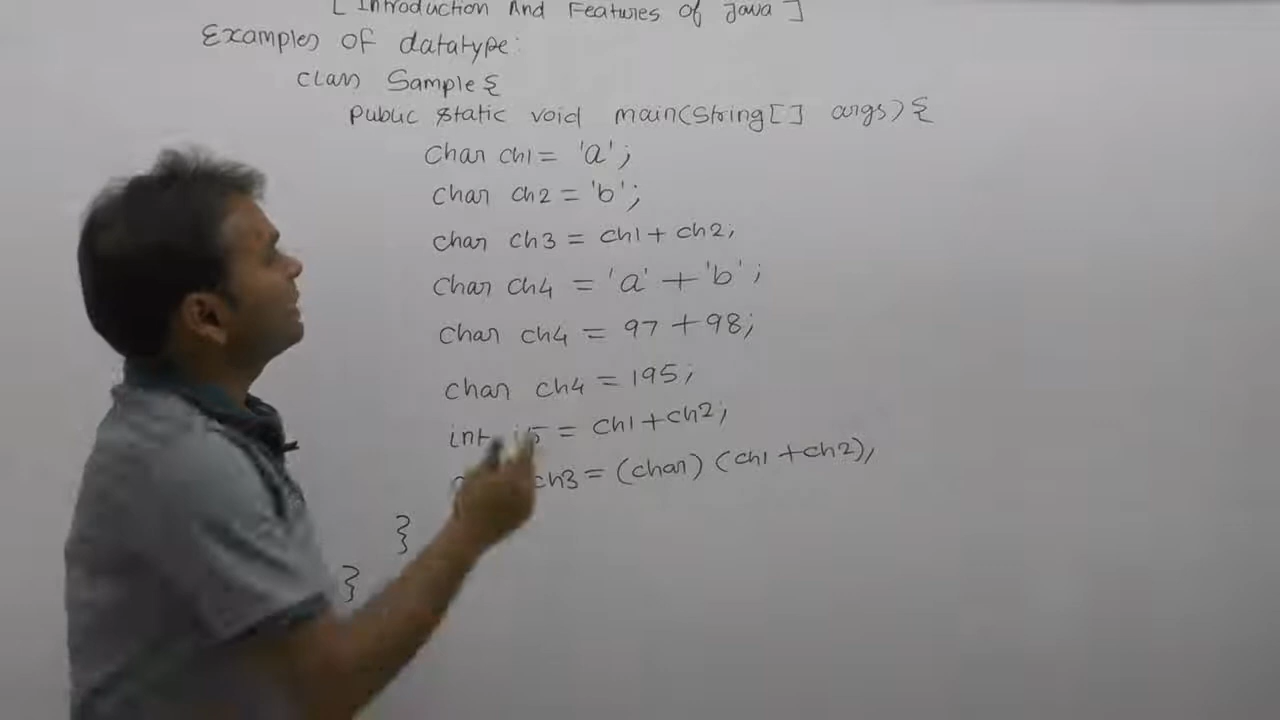 [ Introduction And Features of Java ]
Examples of datatype:
class Sample {
public static void main(String[] args) {
char ch1 = 'a';
char ch2 = 'b';
char ch3 = ch1 + ch2;
char ch4 = 'a' + 'b';
char ch4 = 97 + 98;
char ch4 = 195;
int = ch1 + ch2;
ch3 = (char) (ch1 + ch2);
}
}